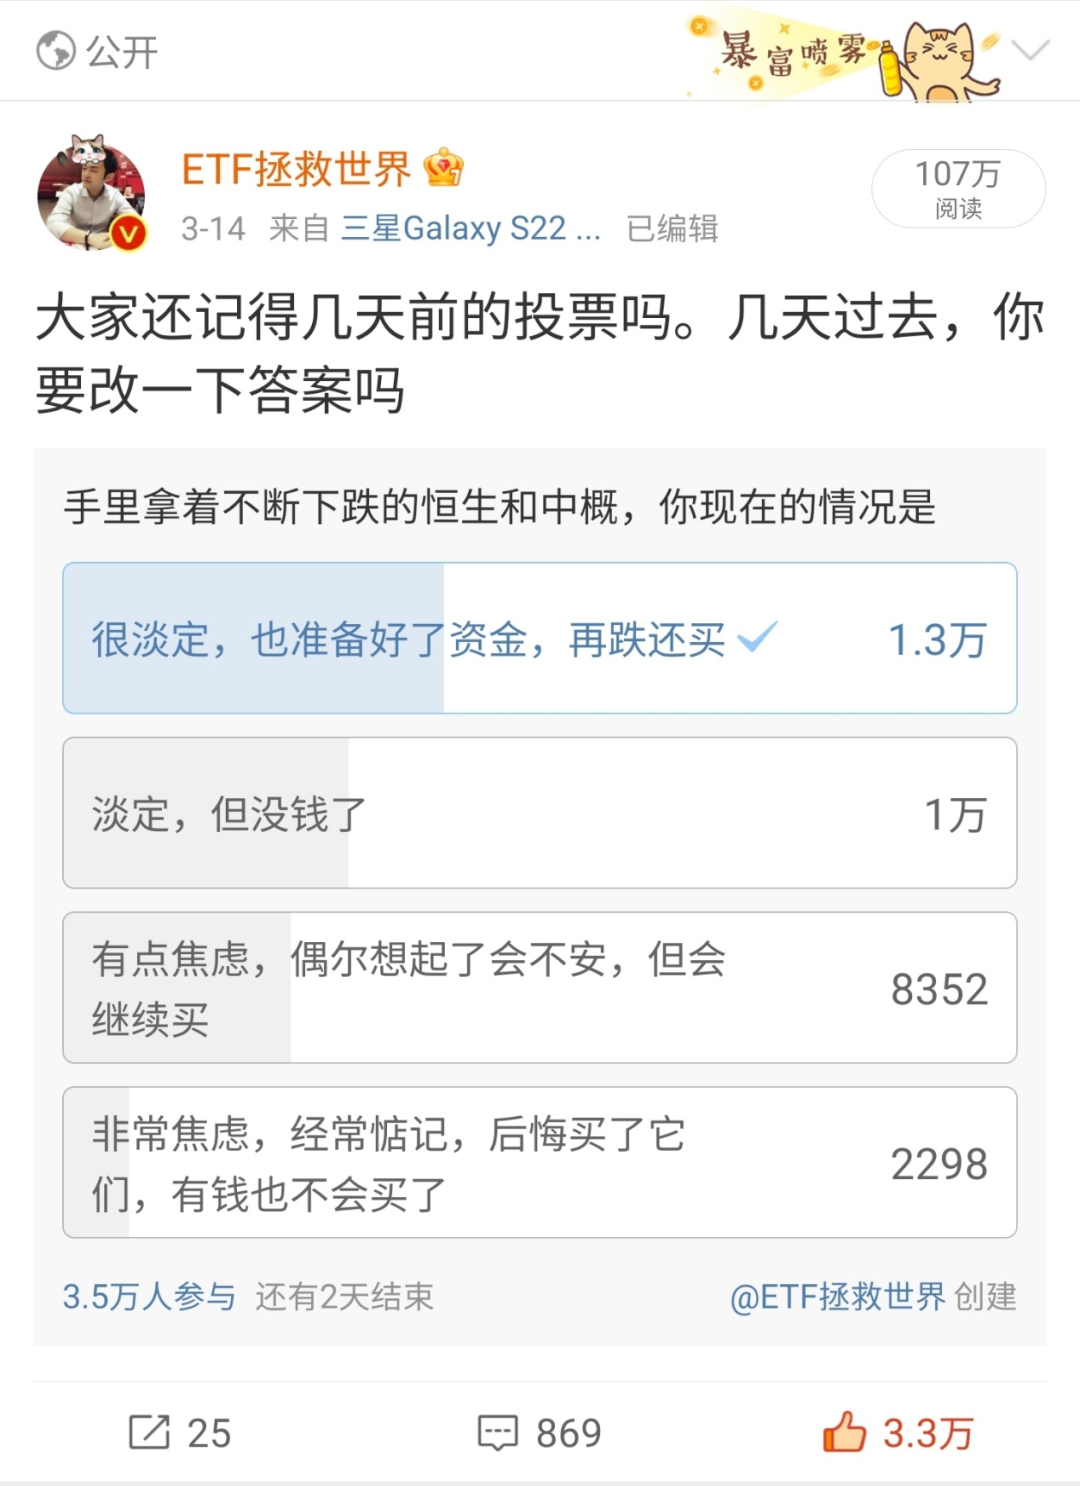 公开
暴富喷雾
ETF拯救世界
107万
阅读
3-14 来自 三星Galaxy S22 ... 已编辑
大家还记得几天前的投票吗。几天过去，你
要改一下答案吗
手里拿着不断下跌的恒生和中概，你现在的情况是
很淡定，也准备好了资金，再跌还买 1.3万
淡定，但没钱了 1万
有点焦虑，偶尔想起了会不安，但会
继续买
8352
非常焦虑，经常惦记，后悔买了它
们，有钱也不会买了
2298
3.5万人参与 还有2天结束 @ETF拯救世界 创建
25 869 3.3万